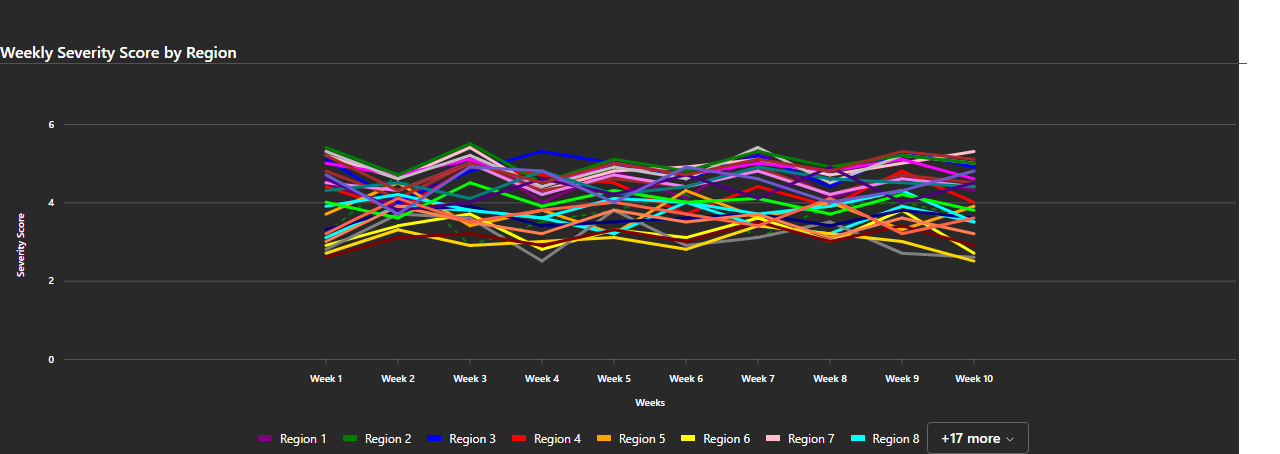 Weekly Severity Score by Region
6
4
2
0
Severity Score
Week 1 Week 2 Week 3 Week 4 Week 5 Week 6 Week 7 Week 8 Week 9 Week 10
Weeks
Region 1 Region 2 Region 3 Region 4 Region 5 Region 6 Region 7 Region 8 +17 more